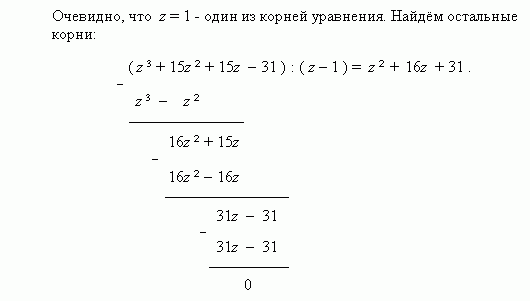 Очевидно, что z = 1 - один из корней уравнения. Найдём остальные
корни:
( z ³ + 15z ² + 15z – 31 ) : ( z – 1 ) = z ² + 16z + 31 .
–
z ³ – z ²
16z ² + 15z
–
16z ² – 16z
31z – 31
–
31z – 31
0